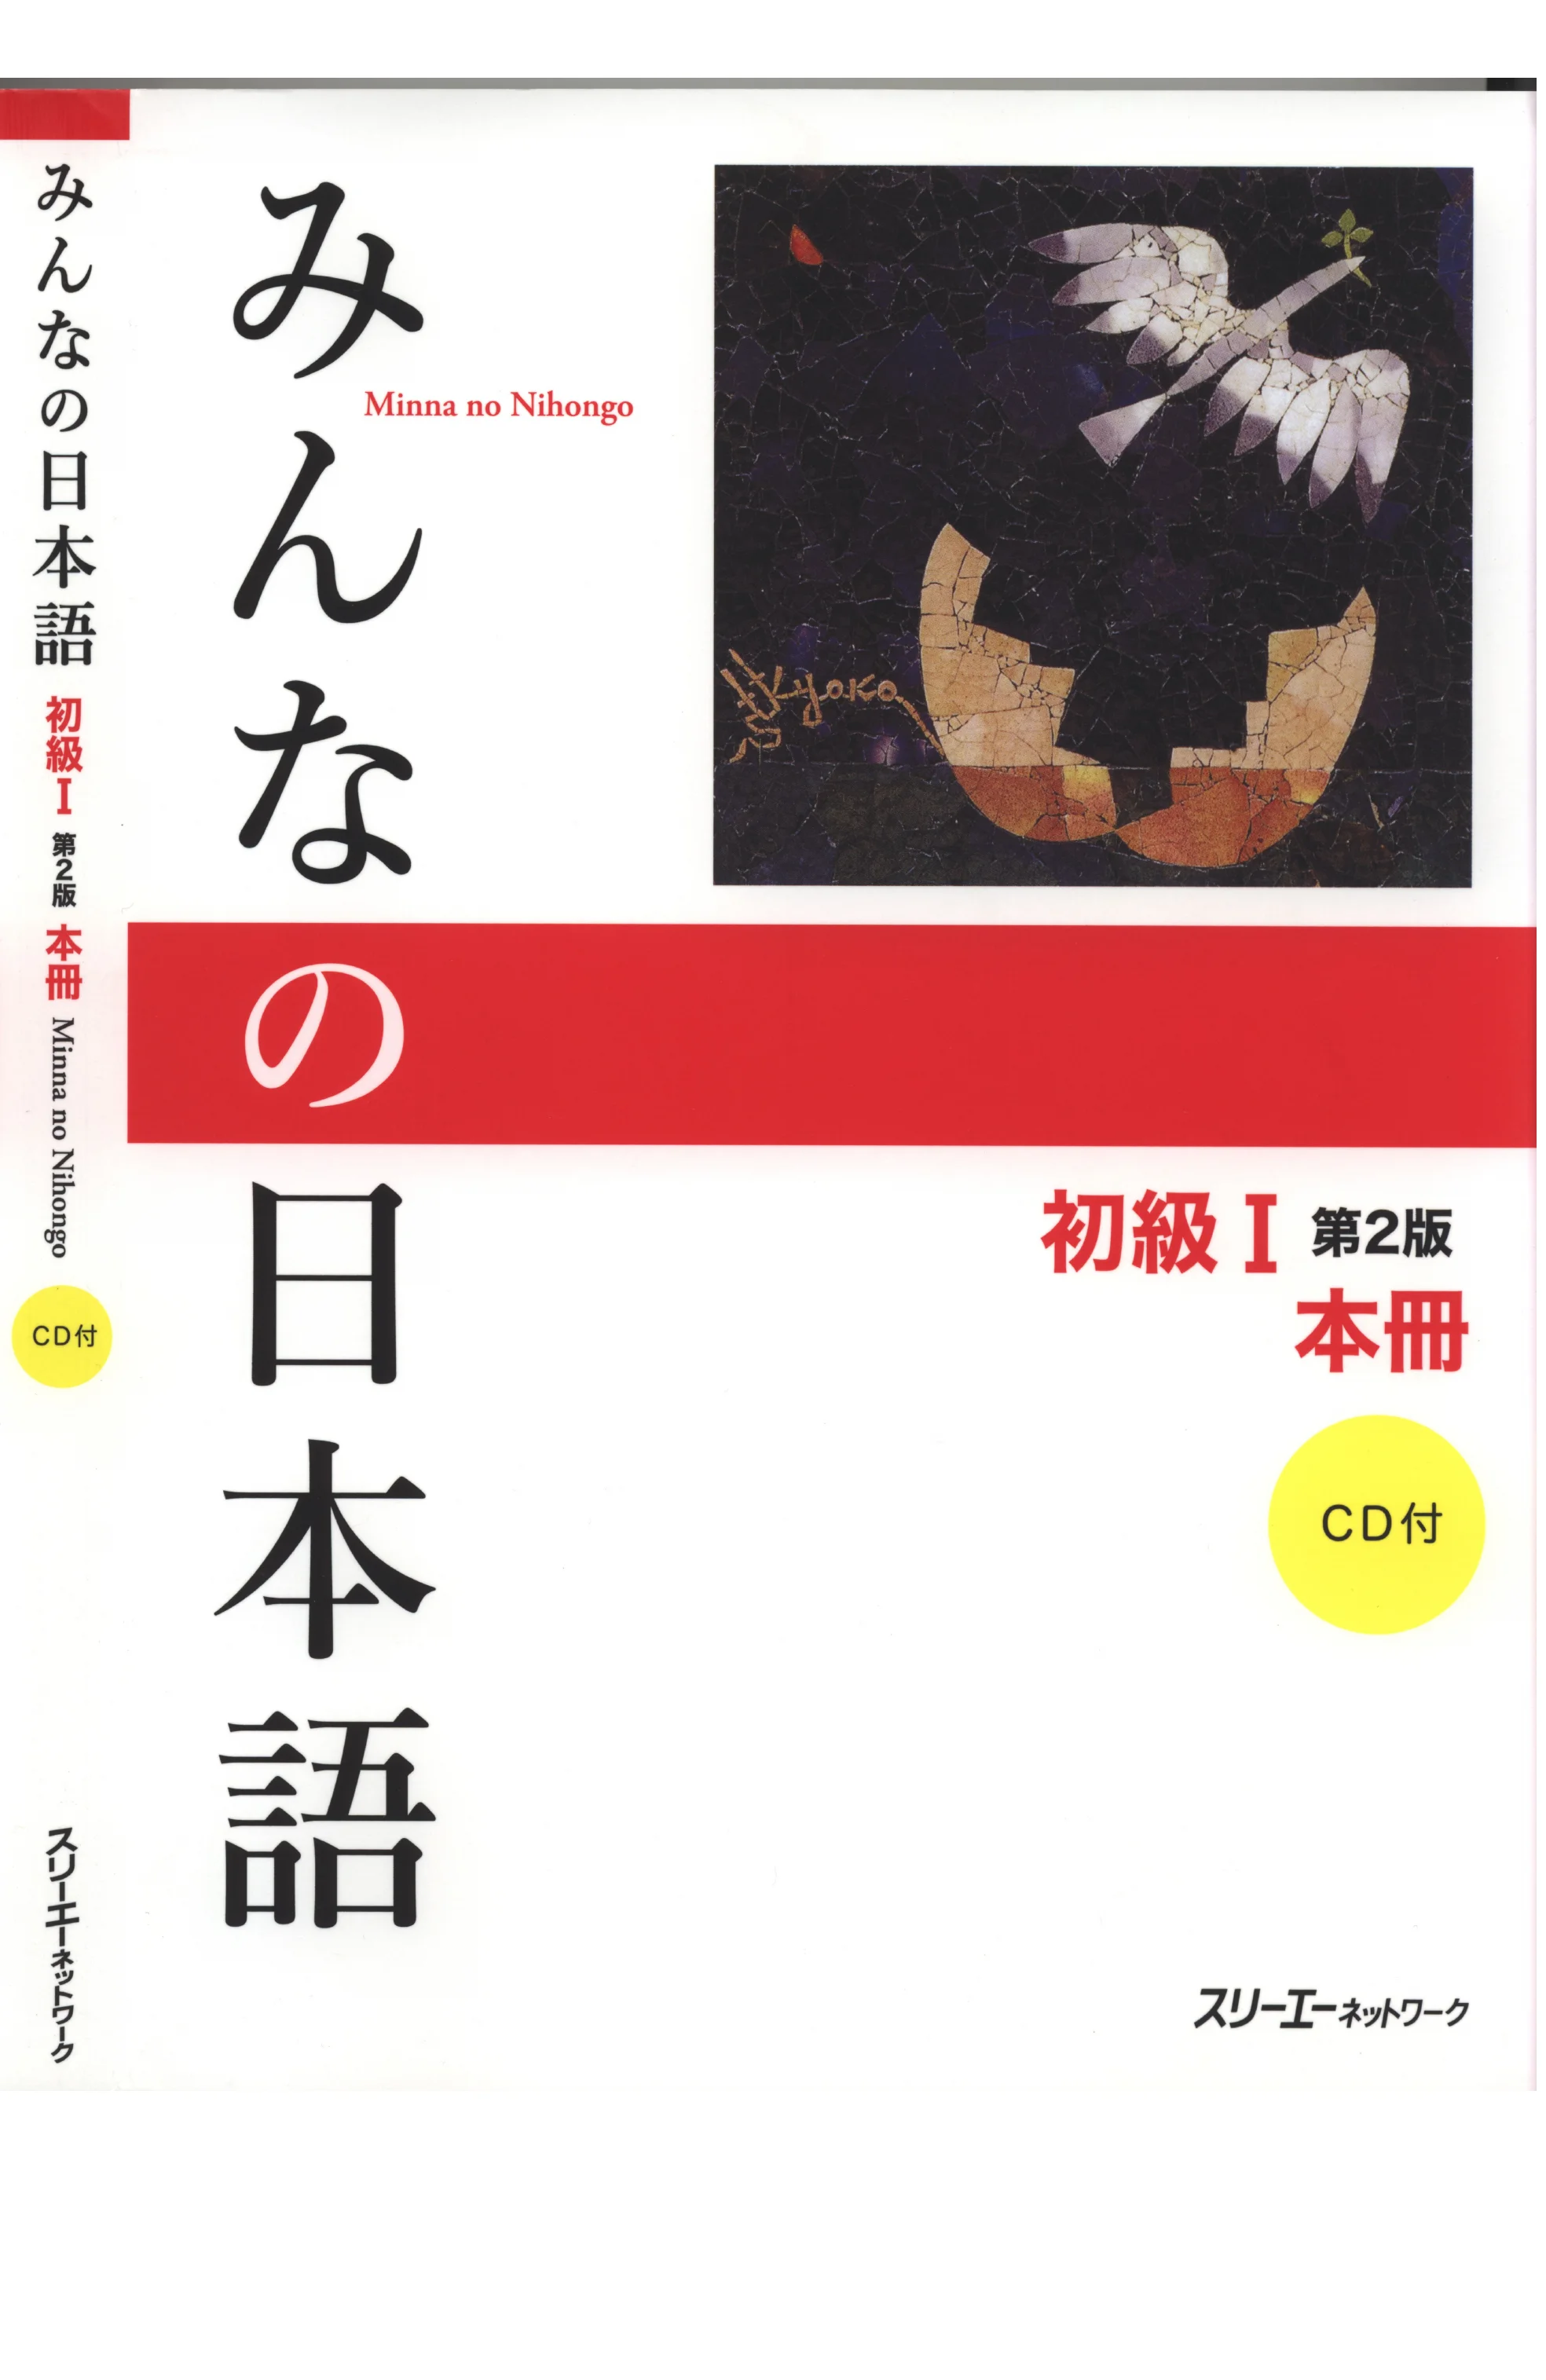 みんなの日本語
初級Ⅰ
第2版
本冊
Minna no Nihongo
CD付
スリーエーネットワーク
みんなの日本語
Minna no Nihongo
Kyoko
初級Ⅰ 第2版
本冊
CD付
スリーエーネットワーク